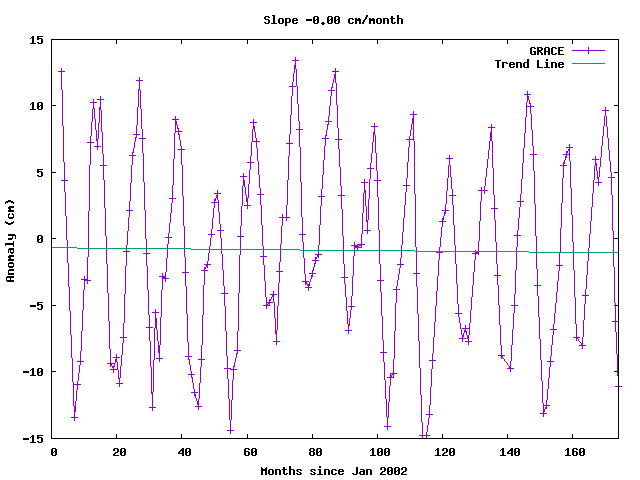 Slope -0.00 cm/month
GRACE
Trend Line
Anomaly (cm)
15
10
5
0
-5
-10
-15
0 20 40 60 80 100 120 140 160
Months since Jan 2002